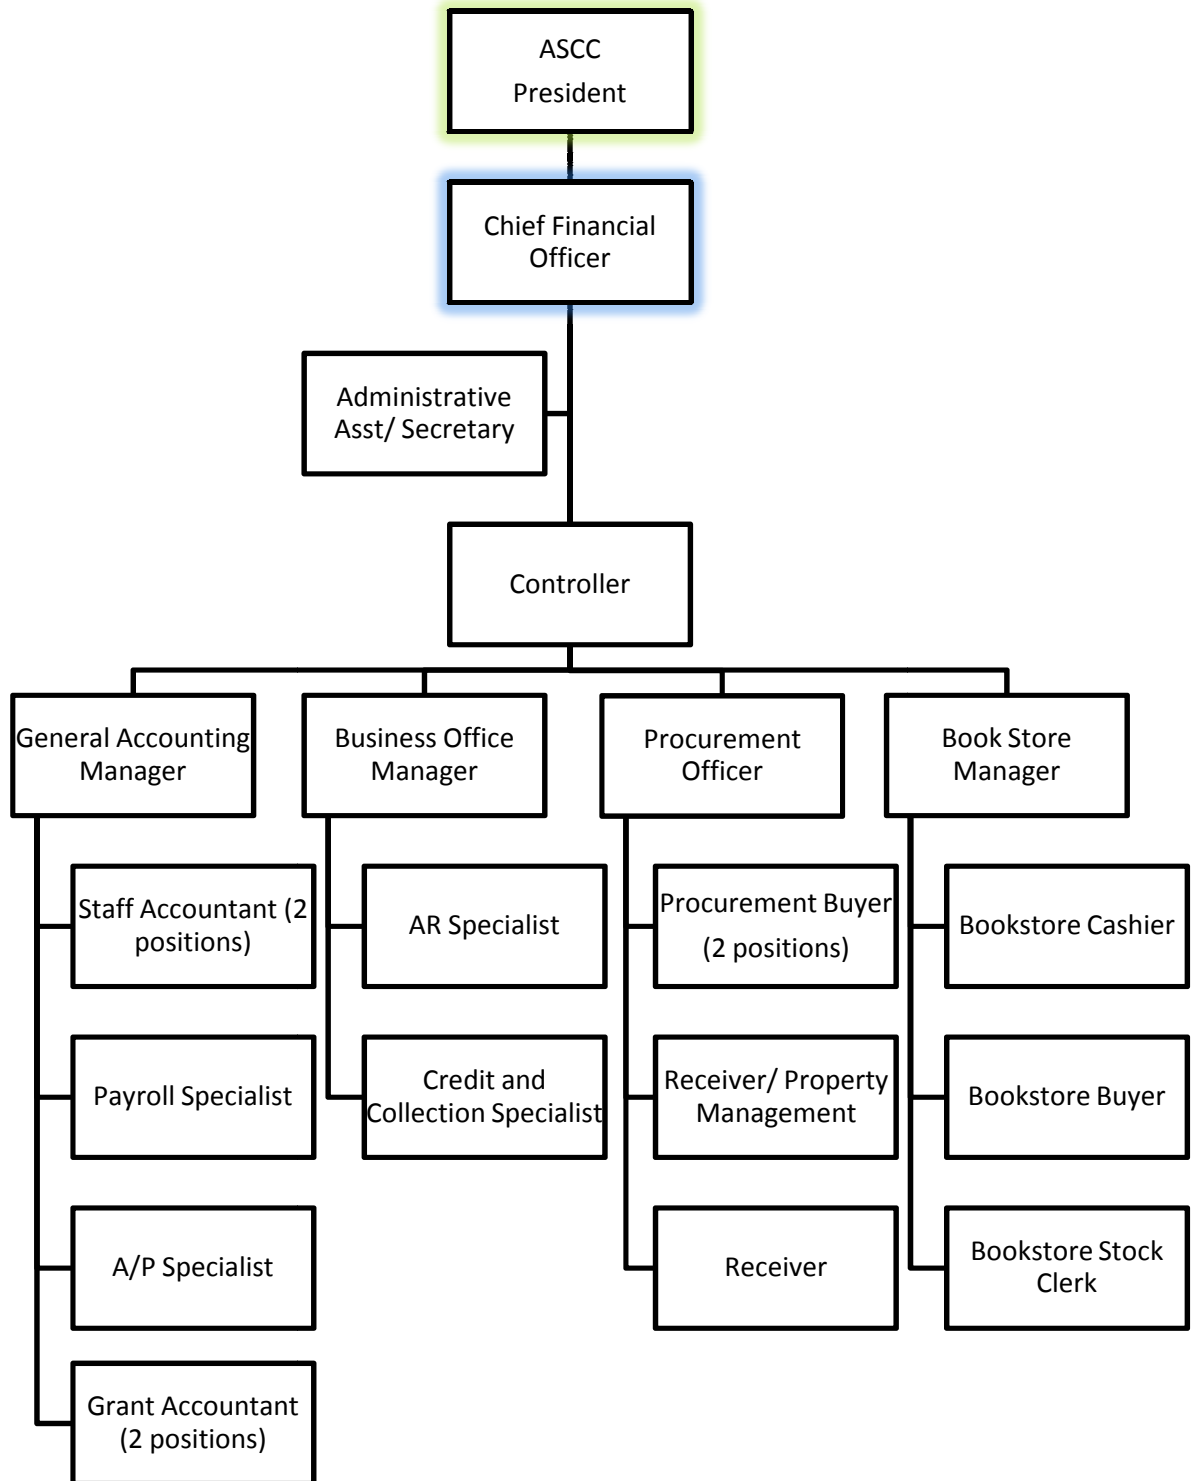 ASCC
President
Chief Financial
Officer
Administrative
Asst/ Secretary
Controller
General Accounting
Manager
Business Office
Manager
Procurement
Officer
Book Store
Manager
Staff Accountant (2
positions)
AR Specialist
Procurement Buyer
(2 positions)
Bookstore Cashier
Payroll Specialist
Credit and
Collection Specialist
Receiver/ Property
Management
Bookstore Buyer
A/P Specialist
Receiver
Bookstore Stock
Clerk
Grant Accountant
(2 positions)